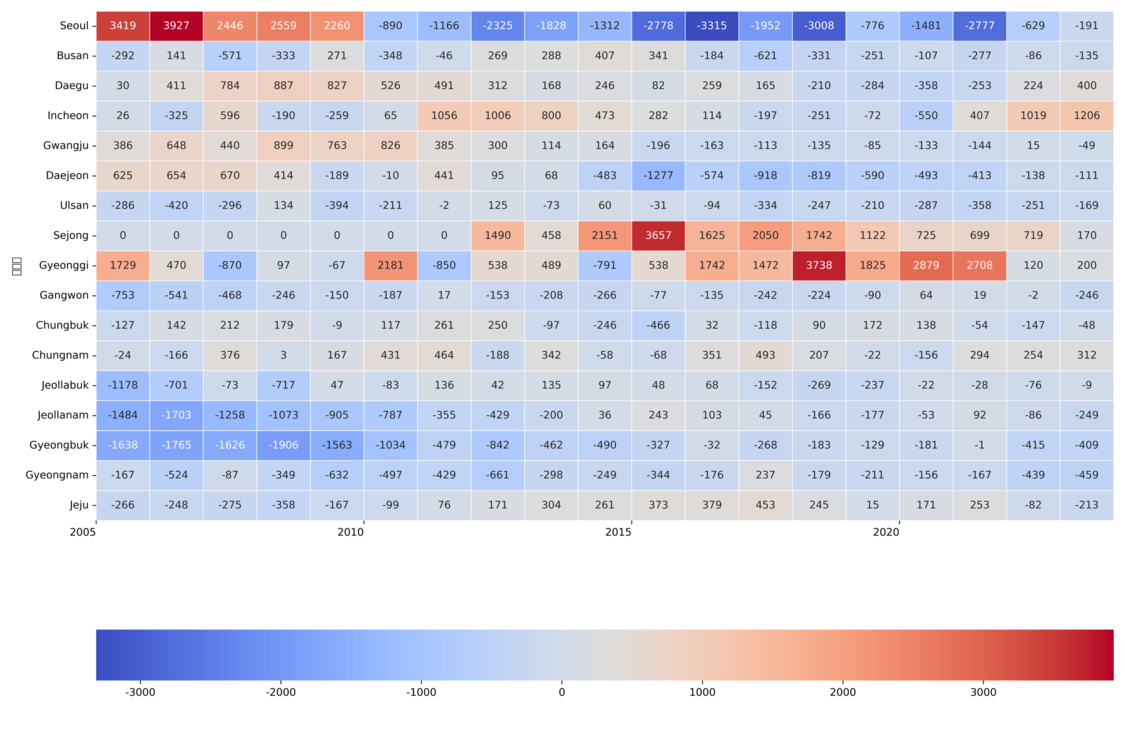 Seoul 3419 3927 2446 2559 2260 -890 -1166 -2325 -1828 -1312 -2778 -3315 -1952 -3008 -776 -1481 -2777 -629 -191
Busan -292 141 -571 -333 271 -348 -46 269 288 407 341 -184 -621 -331 -251 -107 -277 -86 -135
Daegu 30 411 784 887 827 526 491 312 168 246 82 259 165 -210 -284 -358 -253 224 400
Incheon 26 -325 596 -190 -259 65 1056 1006 800 473 282 114 -197 -251 -72 -550 407 1019 1206
Gwangju 386 648 440 899 763 826 385 300 114 164 -196 -163 -113 -135 -85 -133 -144 15 -49
Daejeon 625 654 670 414 -189 -10 441 95 68 -483 -1277 -574 -918 -819 -590 -493 -413 -138 -111
Ulsan -286 -420 -296 134 -394 -211 -2 125 -73 60 -31 -94 -334 -247 -210 -287 -358 -251 -169
Sejong 0 0 0 0 0 0 0 1490 458 2151 3657 1625 2050 1742 1122 725 699 719 170
Gyeonggi 1729 470 -870 97 -67 2181 -850 538 489 -791 538 1742 1472 3738 1825 2879 2708 120 200
Gangwon -753 -541 -468 -246 -150 -187 17 -153 -208 -266 -77 -135 -242 -224 -90 64 19 -2 -246
Chungbuk -127 142 212 179 -9 117 261 250 -97 -246 -466 32 -118 90 172 138 -54 -147 -48
Chungnam -24 -166 376 3 167 431 464 -188 342 -58 -68 351 493 207 -22 -156 294 254 312
Jeollabuk -1178 -701 -73 -717 47 -83 136 42 135 97 48 68 -152 -269 -237 -22 -28 -76 -9
Jeollanam -1484 -1703 -1258 -1073 -905 -787 -355 -429 -200 36 243 103 45 -166 -177 -53 92 -86 -249
Gyeongbuk -1638 -1765 -1626 -1906 -1563 -1034 -479 -842 -462 -490 -327 -32 -268 -183 -129 -181 -1 -415 -409
Gyeongnam -167 -524 -87 -349 -632 -497 -429 -661 -298 -249 -344 -176 237 -179 -211 -156 -167 -439 -459
Jeju -266 -248 -275 -358 -167 -99 76 171 304 261 373 379 453 245 15 171 253 -82 -213
2005 2010 2015 2020
-3000 -2000 -1000 0 1000 2000 3000